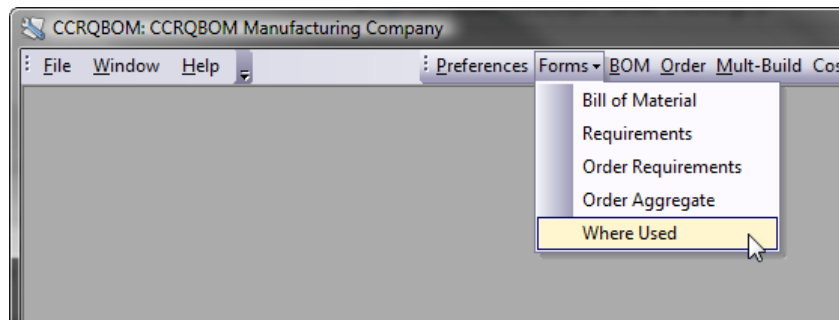 CCRQBOM: CCRQBOM Manufacturing Company
File Window Help Preferences Forms BOM Order Mult-Build Cos
Bill of Material
Requirements
Order Requirements
Order Aggregate
Where Used